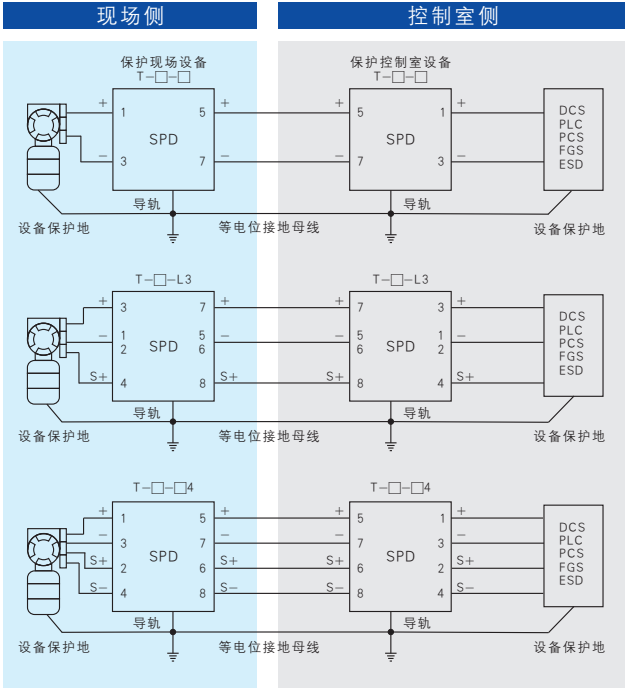 现场侧 控制室侧
保护现场设备 保护控制室设备
T－□－□ T－□－□
+ 1 5 + + 5 1 + DCS
PLC
SPD SPD PCS
FGS
－ 3 7 － － 7 3 － ESD
导轨 导轨
设备保护地 等电位接地母线 设备保护地
T－□－L3 T－□－L3
+ 3 7 + + 7 3 + DCS
PLC
－ 1 5 － － 5 1 －
2 SPD 6 6 SPD 2 PCS
FGS
ESD
S+ 4 8 S+ S+ 8 4 S+
导轨 导轨
设备保护地 等电位接地母线 设备保护地
T－□－□4 T－□－□4
+ 1 5 + + 5 1 + DCS
－ 3 7 － － 7 3 － PLC
SPD SPD PCS
S+ 2 6 S+ S+ 6 2 S+ FGS
ESD
S－ 4 8 S－ S－ 8 4 S－
导轨 导轨
设备保护地 等电位接地母线 设备保护地